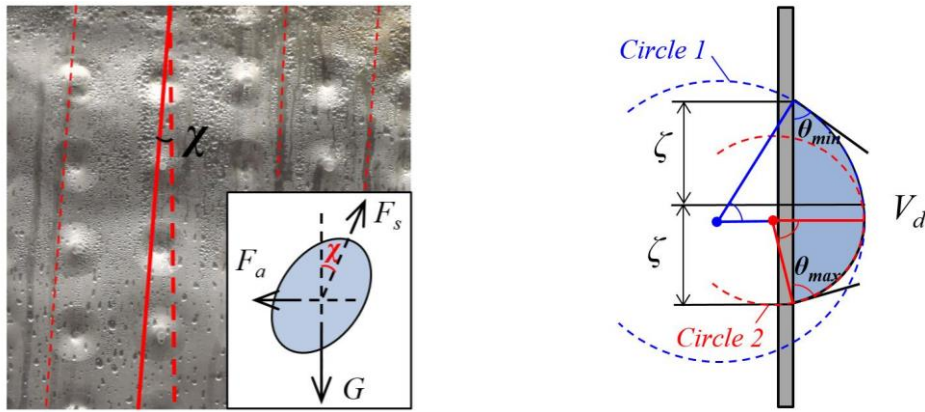 χ
F_s
χ
F_a
G
Circle 1
θ_min
ζ
V_d
ζ
θ_max
Circle 2